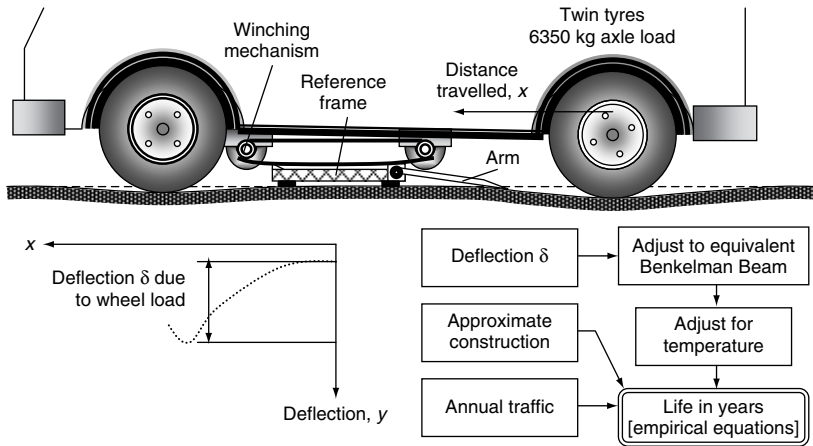 Winching
mechanism
Reference
frame
Twin tyres
6350 kg axle load
Distance
travelled, x
Arm
x
Deflection δ due
to wheel load
Deflection, y
Deflection δ
Adjust to equivalent
Benkelman Beam
Approximate
construction
Adjust for
temperature
Annual traffic
Life in years
[empirical equations]